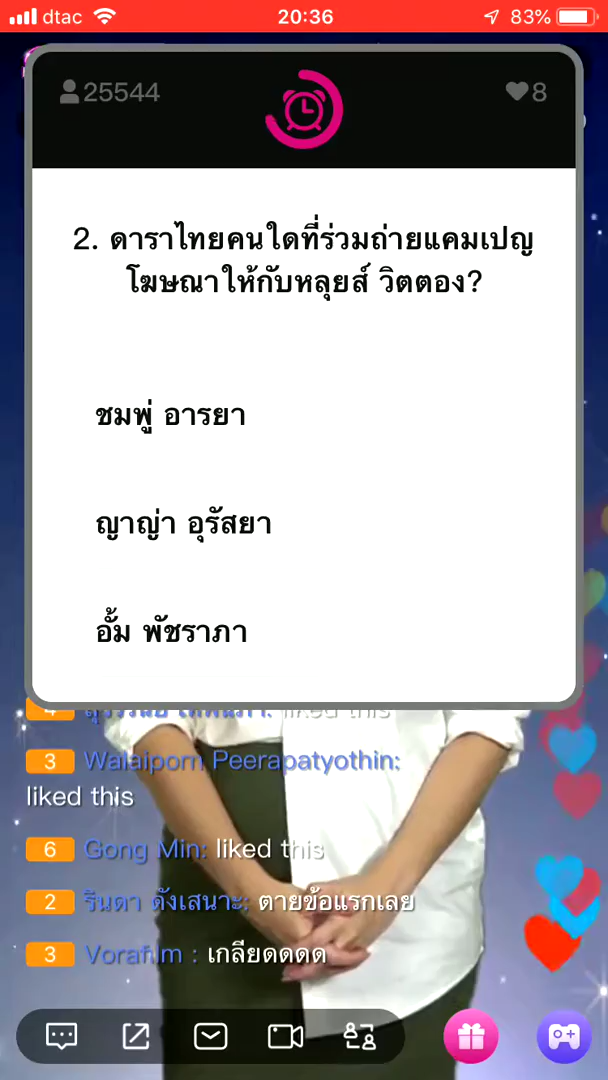 dtac 20:36 83%
25544 8
2. ดาราไทยคนใดที่ร่วมถ่ายแคมเปญ
โฆษณาให้กับหลุยส์ วิตตอง?
ชมพู่ อารยา
ญาญ่า อุรัสยา
อั้ม พัชราภา
liked this
3 Walaiporn Peerapatyothin:
liked this
6 Gong Min: liked this
2 รินดา ดังเสนาะ: ตายข้อแรกเลย
3 Vorafilm : เกลียดดดด